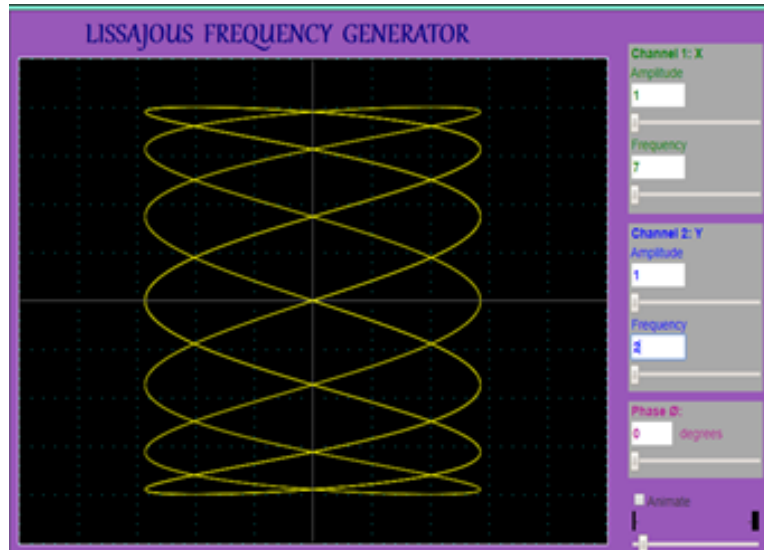 LISSAJOUS FREQUENCY GENERATOR
Channel 1: X
Amplitude
1
Frequency
7
Channel 2: Y
Amplitude
1
Frequency
2
Phase Ø:
0 degrees
Animate